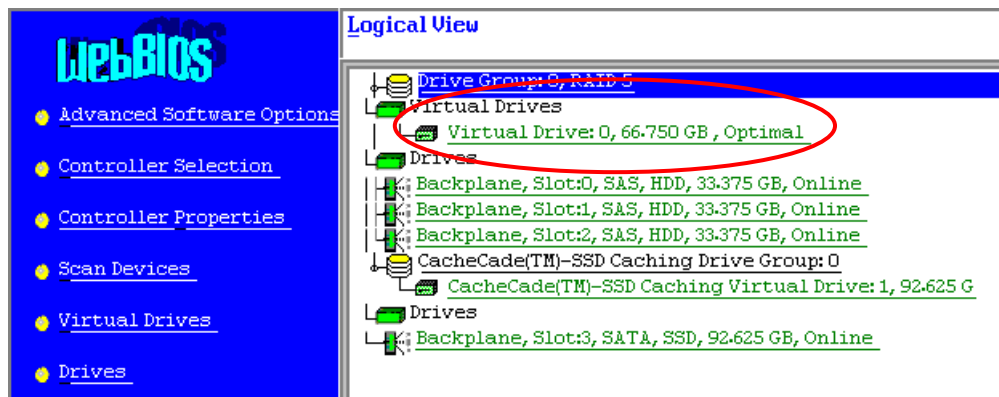 WebBIOS
Advanced Software Options
Controller Selection
Controller Properties
Scan Devices
Virtual Drives
Drives
Logical View
Drive Group: 0, RAID 5
Virtual Drives
Virtual Drive: 0, 66.750 GB , Optimal
Drives
Backplane, Slot:0, SAS, HDD, 33.375 GB, Online
Backplane, Slot:1, SAS, HDD, 33.375 GB, Online
Backplane, Slot:2, SAS, HDD, 33.375 GB, Online
CacheCade(TM)-SSD Caching Drive Group: 0
CacheCade(TM)-SSD Caching Virtual Drive: 1, 92.625 G
Drives
Backplane, Slot:3, SATA, SSD, 92.625 GB, Online